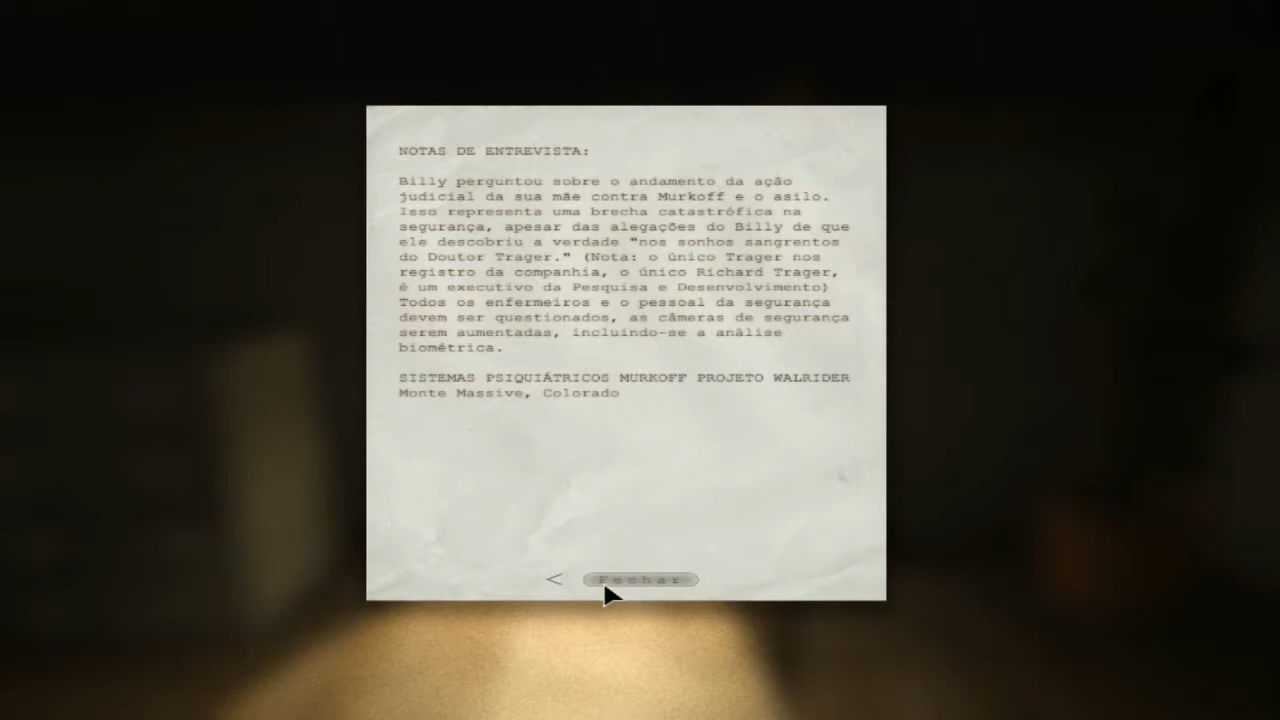 NOTAS DE ENTREVISTA:
Billy perguntou sobre o andamento da ação
judicial da sua mãe contra Murkoff e o asilo.
Isso representa uma brecha catastrófica na
segurança, apesar das alegações do Billy de que
ele descobriu a verdade "nos sonhos sangrentos
do Doutor Trager." (Nota: o único Trager nos
registro da companhia, o único Richard Trager,
é um executivo da Pesquisa e Desenvolvimento)
Todos os enfermeiros e o pessoal da segurança
devem ser questionados, as câmeras de segurança
serem aumentadas, incluindo-se a análise
biométrica.
SISTEMAS PSIQUIÁTRICOS MURKOFF PROJETO WALRIDER
Monte Massive, Colorado
< Fechar